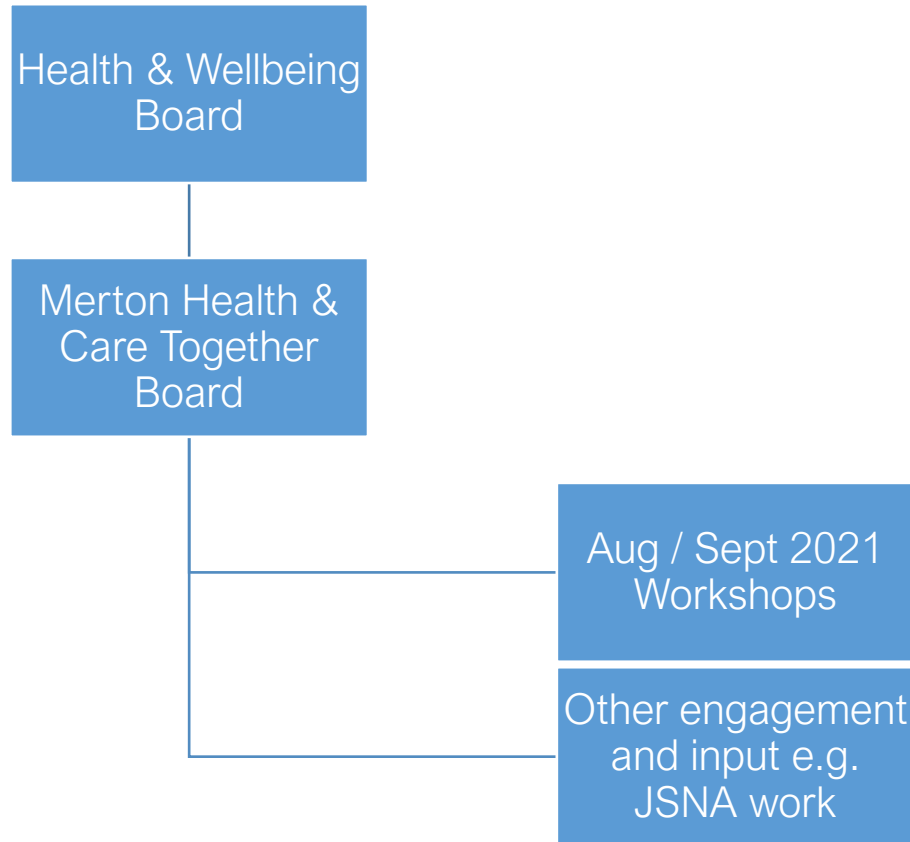 Health & Wellbeing
Board
Merton Health &
Care Together
Board
Aug / Sept 2021
Workshops
Other engagement
and input e.g.
JSNA work